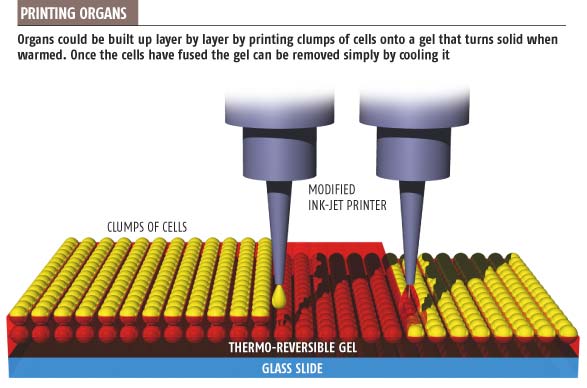 PRINTING ORGANS
Organs could be built up layer by layer by printing clumps of cells onto a gel that turns solid when
warmed. Once the cells have fused the gel can be removed simply by cooling it
MODIFIED
INK-JET PRINTER
CLUMPS OF CELLS
THERMO-REVERSIBLE GEL
GLASS SLIDE